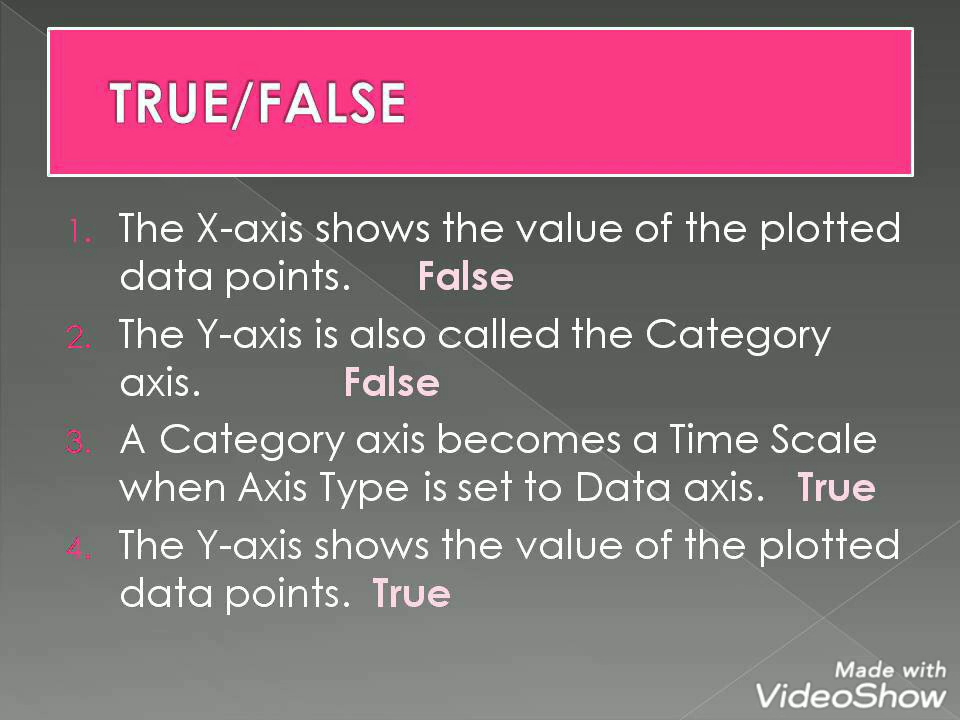 TRUE/FALSE
1. The X-axis shows the value of the plotted
data points. False
2. The Y-axis is also called the Category
axis. False
3. A Category axis becomes a Time Scale
when Axis Type is set to Data axis. True
4. The Y-axis shows the value of the plotted
data points. True
Made with
VideoShow